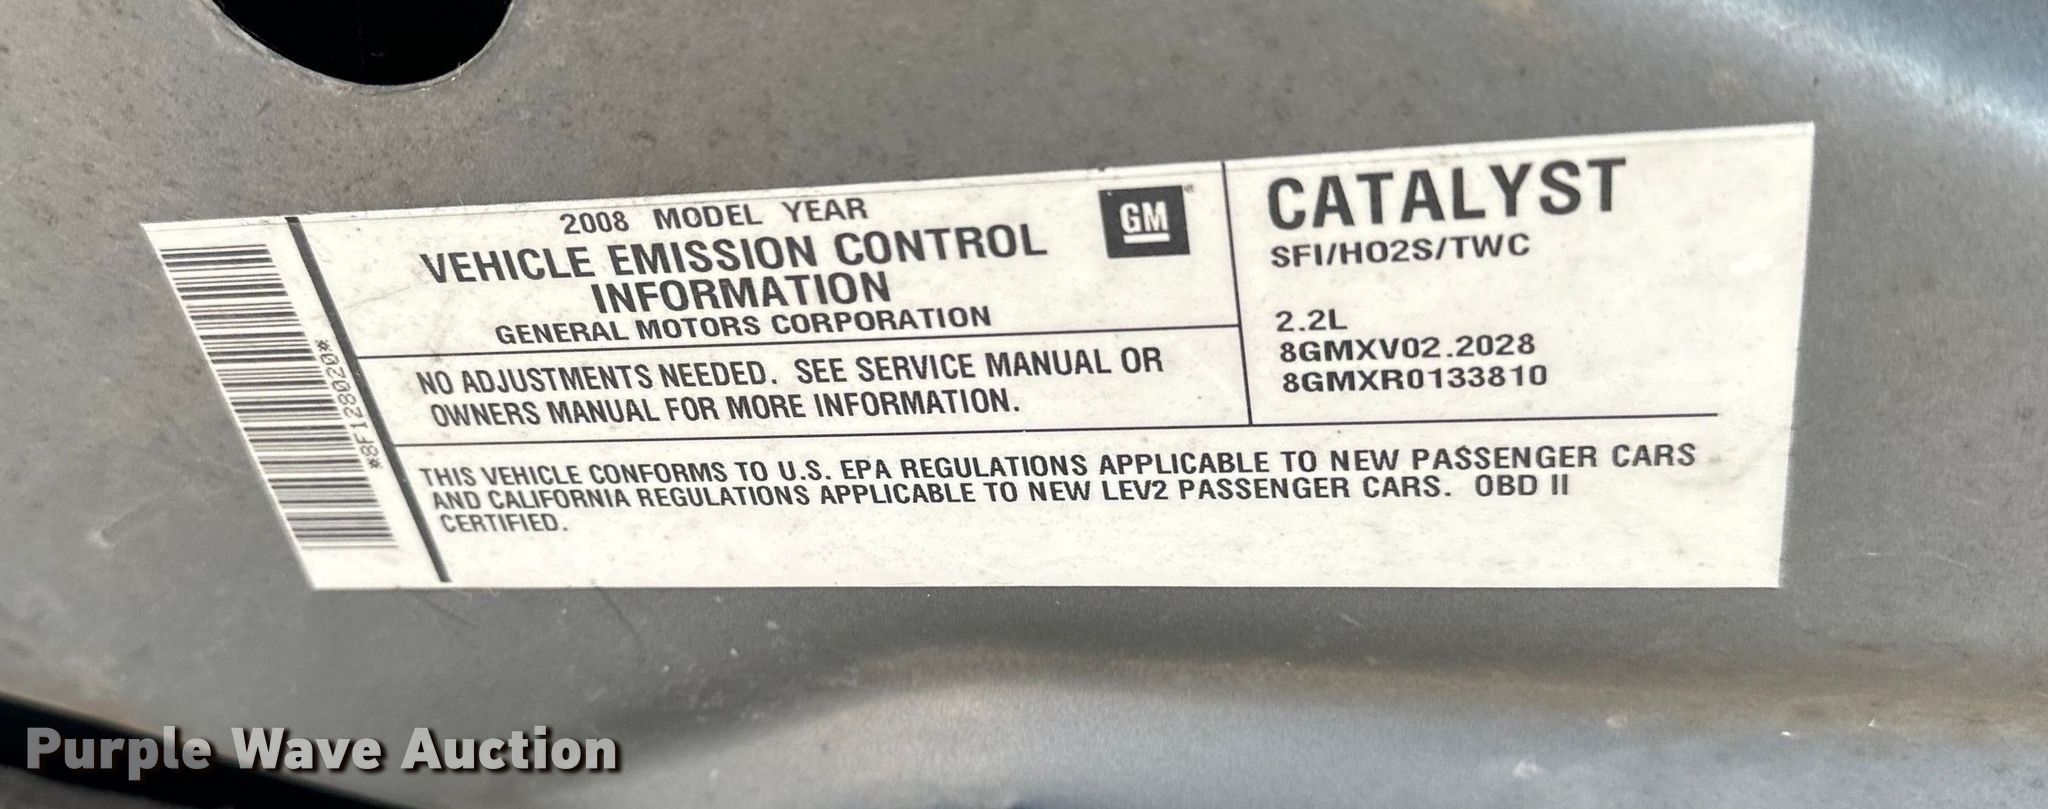 *8F128020*
2008 MODEL YEAR
VEHICLE EMISSION CONTROL
INFORMATION
GENERAL MOTORS CORPORATION
GM
NO ADJUSTMENTS NEEDED. SEE SERVICE MANUAL OR
OWNERS MANUAL FOR MORE INFORMATION.
CATALYST
SFI/HO2S/TWC
2.2L
8GMXV02.2028
8GMXR0133810
THIS VEHICLE CONFORMS TO U.S. EPA REGULATIONS APPLICABLE TO NEW PASSENGER CARS
AND CALIFORNIA REGULATIONS APPLICABLE TO NEW LEV2 PASSENGER CARS. OBD II
CERTIFIED.
Purple Wave Auction